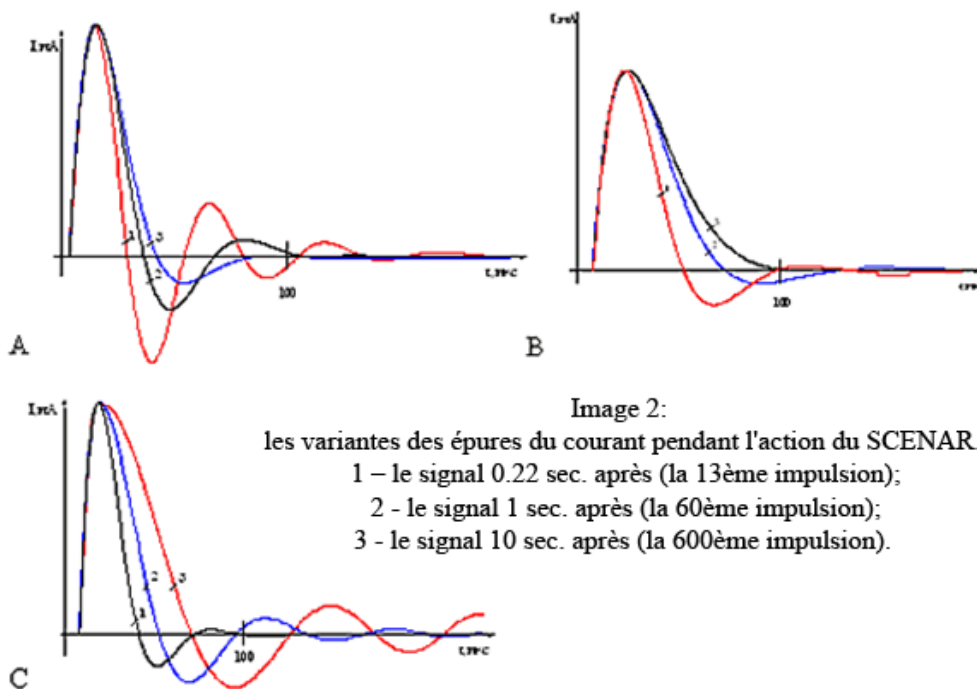 A
3
1
2
100
B
2
100
Image 2:
les variantes des épures du courant pendant l'action du SCENAR.
1 – le signal 0.22 sec. après (la 13ème impulsion);
2 - le signal 1 sec. après (la 60ème impulsion);
3 - le signal 10 sec. après (la 600ème impulsion).
2
3
1
100
C